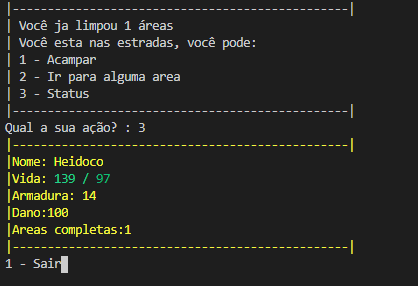 |------------------------------------------|
| Você ja limpou 1 áreas
| Você esta nas estradas, você pode:
| 1 - Acampar
| 2 - Ir para alguma area
| 3 - Status
|------------------------------------------|
Qual a sua ação? : 3
|------------------------------------------|
|Nome: Heidoco
|Vida: 139 / 97
|Armadura: 14
|Dano:100
|Areas completas:1
|------------------------------------------|
1 - Sair